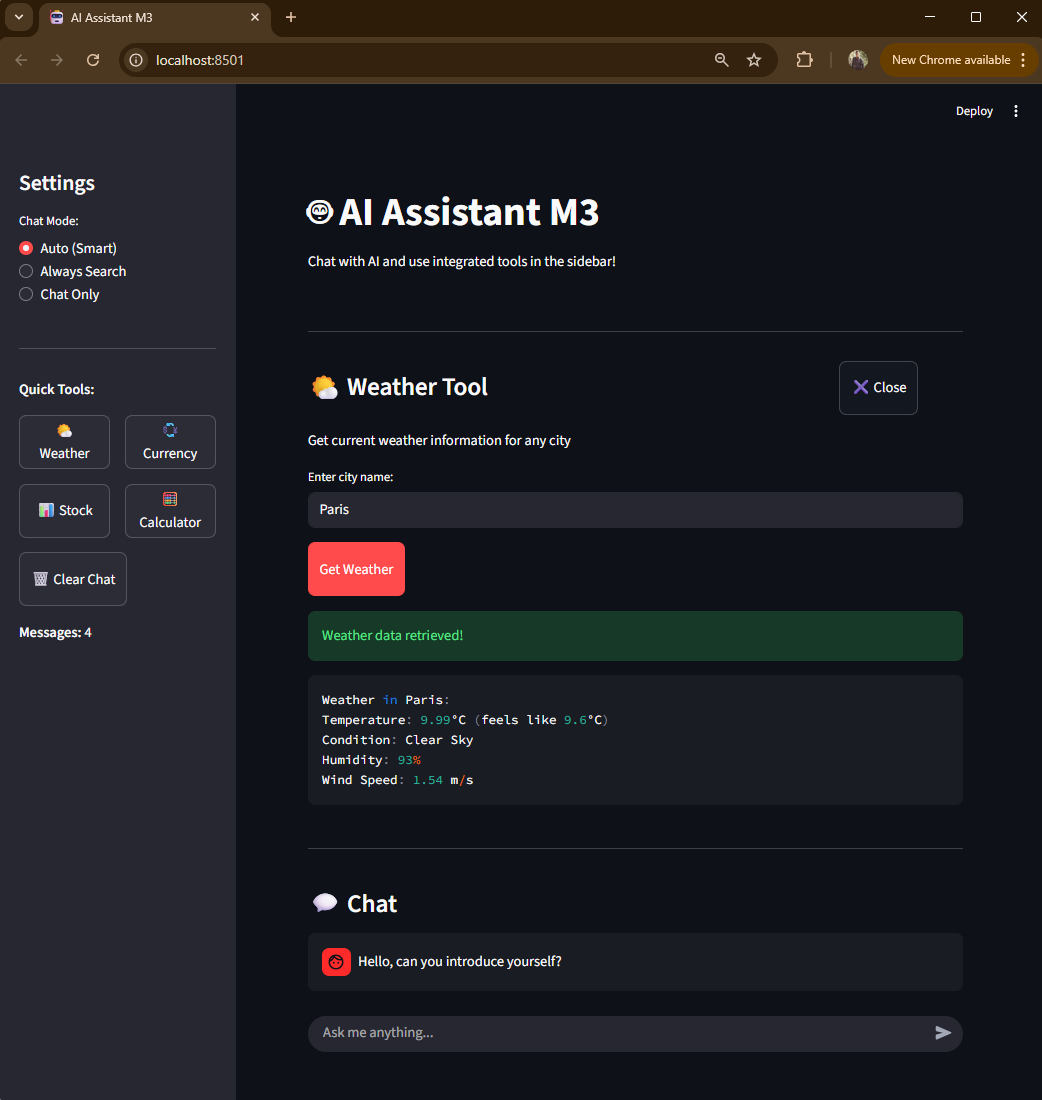 AI Assistant M3
localhost:8501
New Chrome available
Deploy
Settings
Chat Mode:
Auto (Smart)
Always Search
Chat Only
Quick Tools:
Weather
Currency
Stock
Calculator
Clear Chat
Messages: 4
AI Assistant M3
Chat with AI and use integrated tools in the sidebar!
Weather Tool
Close
Get current weather information for any city
Enter city name:
Paris
Get Weather
Weather data retrieved!
Weather in Paris:
Temperature: 9.99°C (feels like 9.6°C)
Condition: Clear Sky
Humidity: 93%
Wind Speed: 1.54 m/s
Chat
Hello, can you introduce yourself?
Ask me anything...